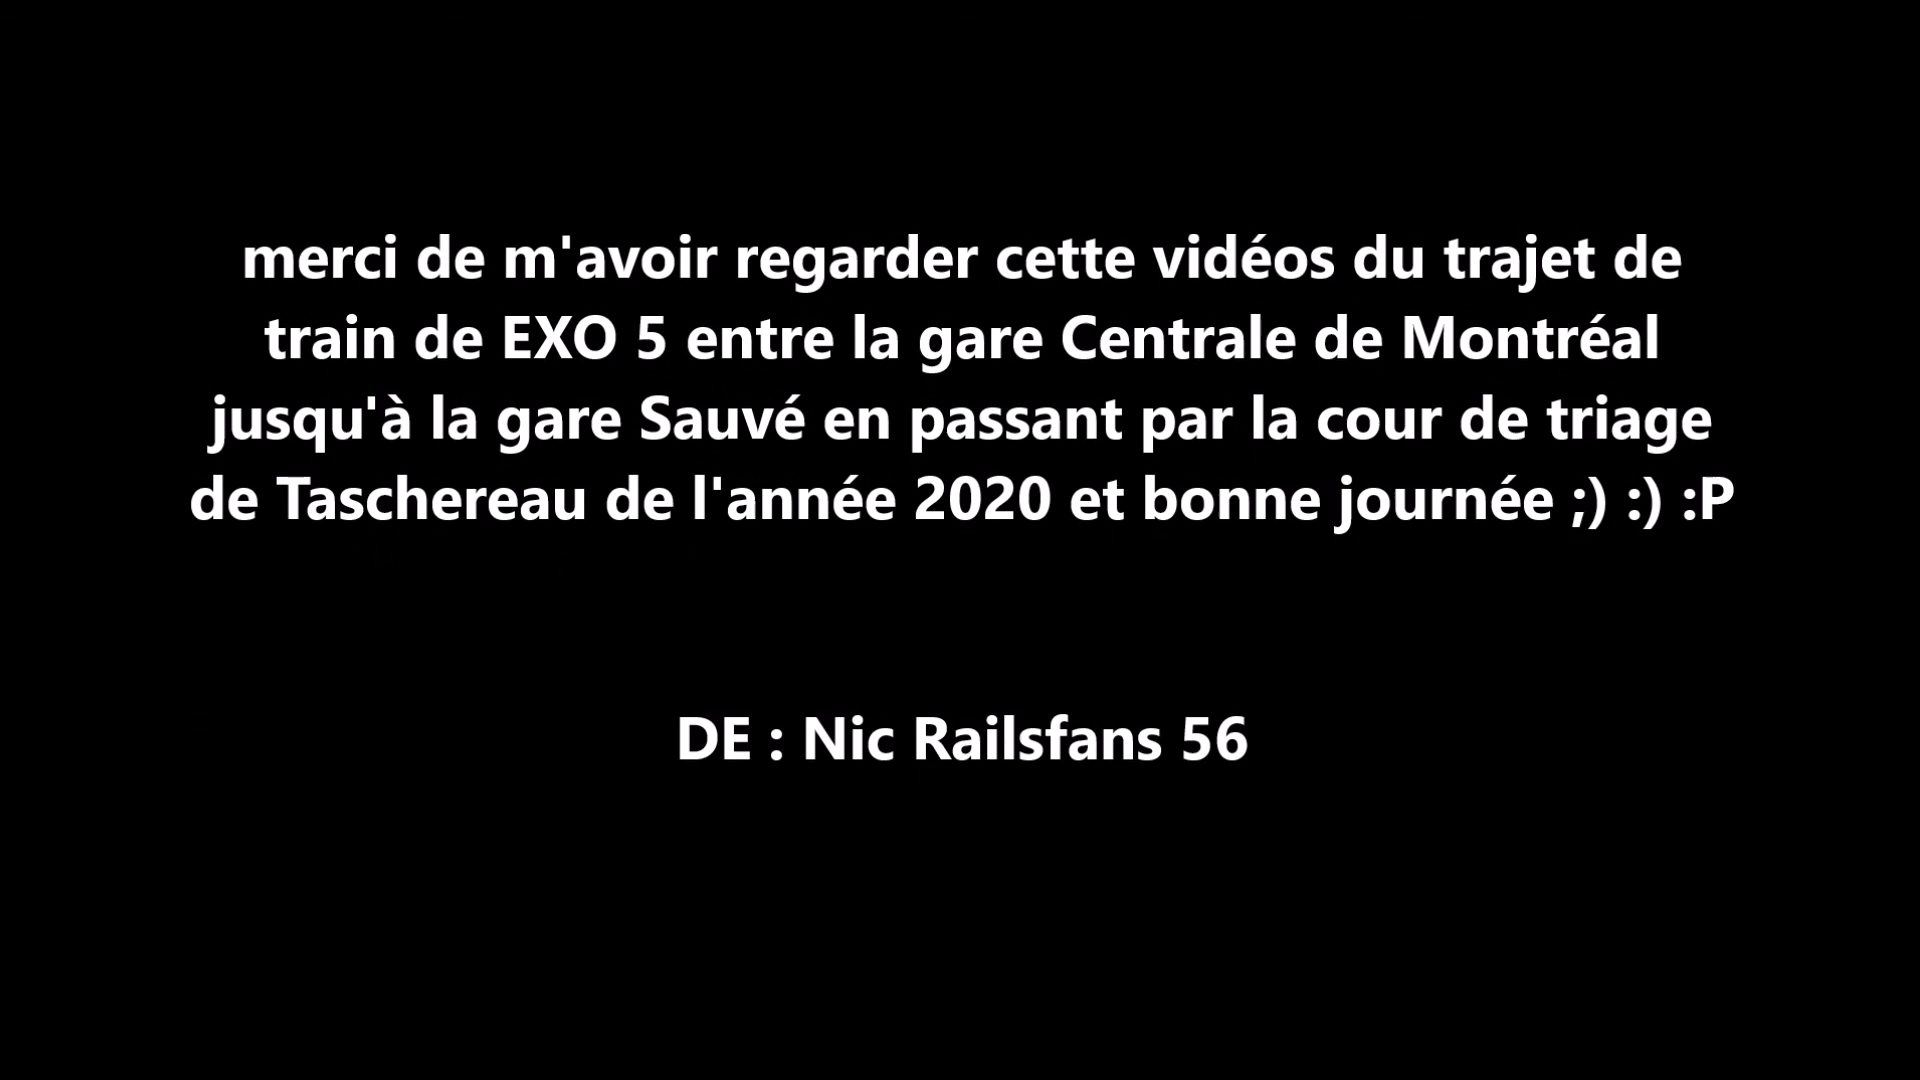 merci de m'avoir regarder cette vidéos du trajet de
train de EXO 5 entre la gare Centrale de Montréal
jusqu'à la gare Sauvé en passant par la cour de triage
de Taschereau de l'année 2020 et bonne journée ;) :) :P
DE : Nic Railsfans 56